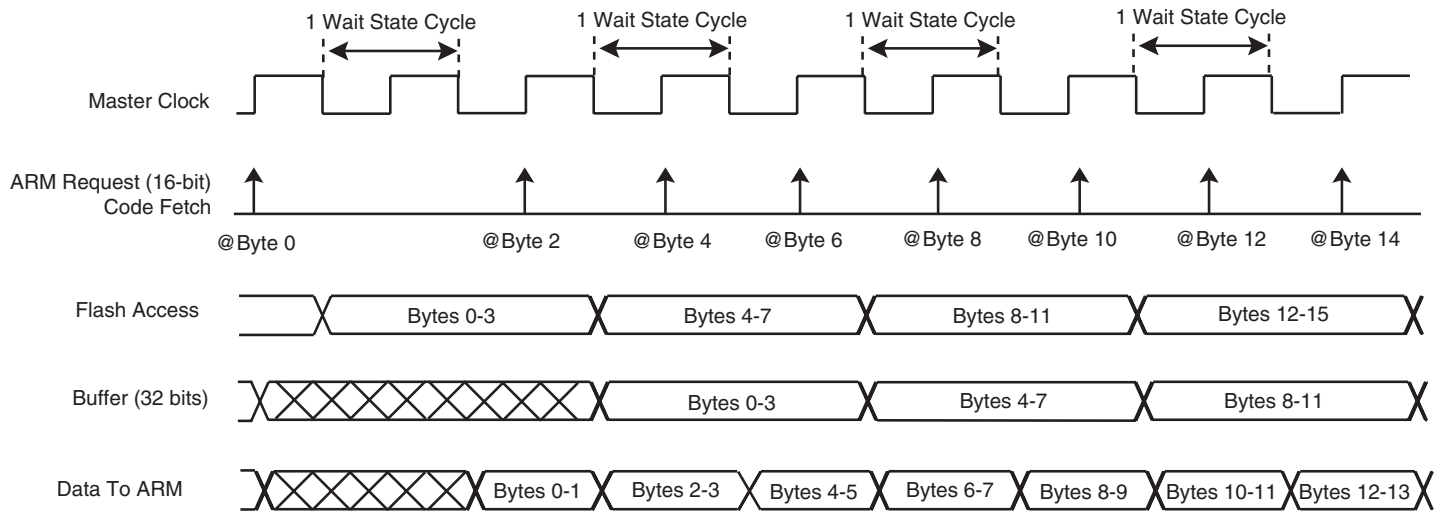 1 Wait State Cycle 1 Wait State Cycle 1 Wait State Cycle 1 Wait State Cycle
Master Clock
ARM Request (16-bit)
Code Fetch
@Byte 0 @Byte 2 @Byte 4 @Byte 6 @Byte 8 @Byte 10 @Byte 12 @Byte 14
Flash Access Bytes 0-3 Bytes 4-7 Bytes 8-11 Bytes 12-15
Buffer (32 bits) Bytes 0-3 Bytes 4-7 Bytes 8-11
Data To ARM Bytes 0-1 Bytes 2-3 Bytes 4-5 Bytes 6-7 Bytes 8-9 Bytes 10-11 Bytes 12-13